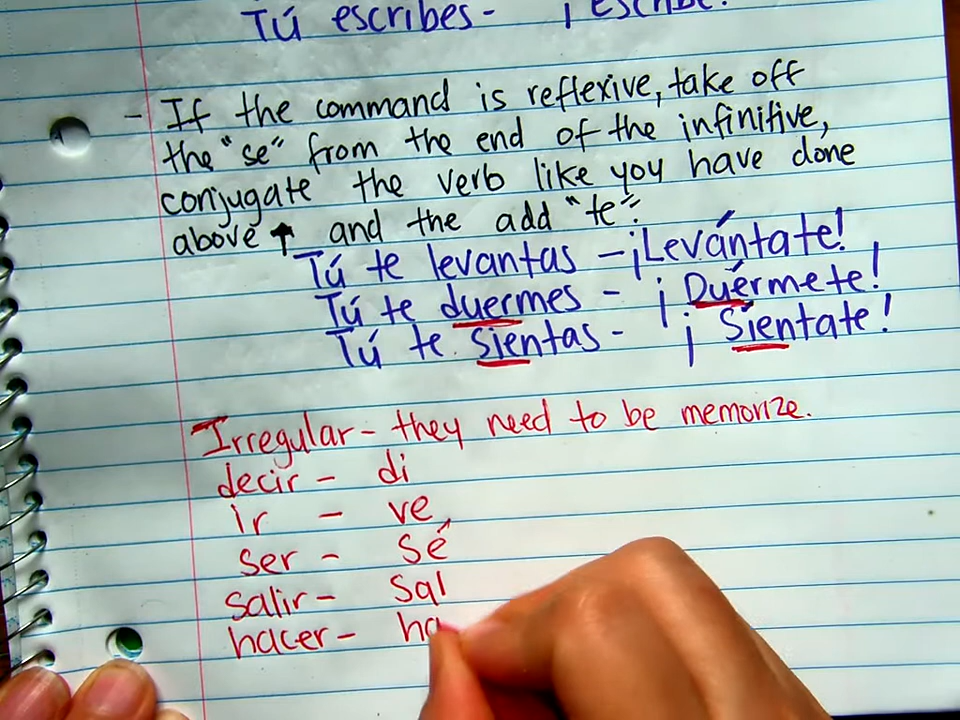 Tú escribes - ¡Escribe!
- If the command is reflexive, take off
the "se" from the end of the infinitive,
conjugate the verb like you have done
above ↑ and the add "te".
Tú te levantas - ¡Levántate!
Tú te duermes - ¡Duérmete!
Tú te sientas - ¡Sientate!
Irregular - they need to be memorize.
decir - di
ir - ve
ser - sé
salir - sal
hacer - ha